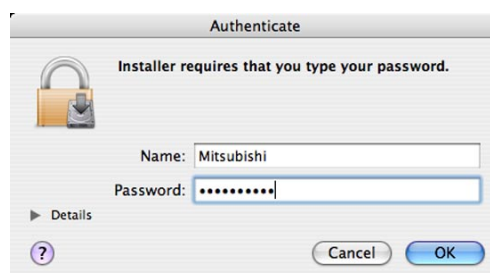 Authenticate
Installer requires that you type your password.
Name: Mitsubishi
Password: ••••••••••
Details
?
Cancel OK